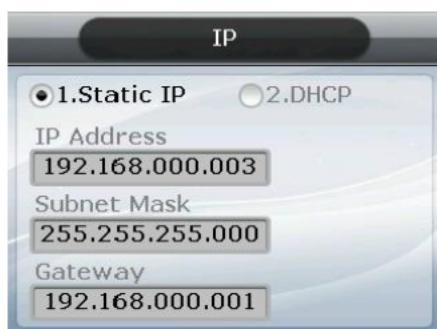 IP
1.Static IP 2.DHCP
IP Address
192.168.000.003
Subnet Mask
255.255.255.000
Gateway
192.168.000.001